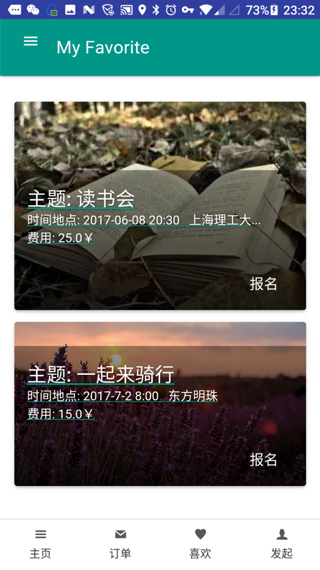 73% 23:32
My Favorite
主题: 读书会
时间地点: 2017-06-08 20:30 上海理工大...
费用: 25.0￥
报名
主题: 一起来骑行
时间地点: 2017-7-2 8:00 东方明珠
费用: 15.0￥
报名
主页 订单 喜欢 发起